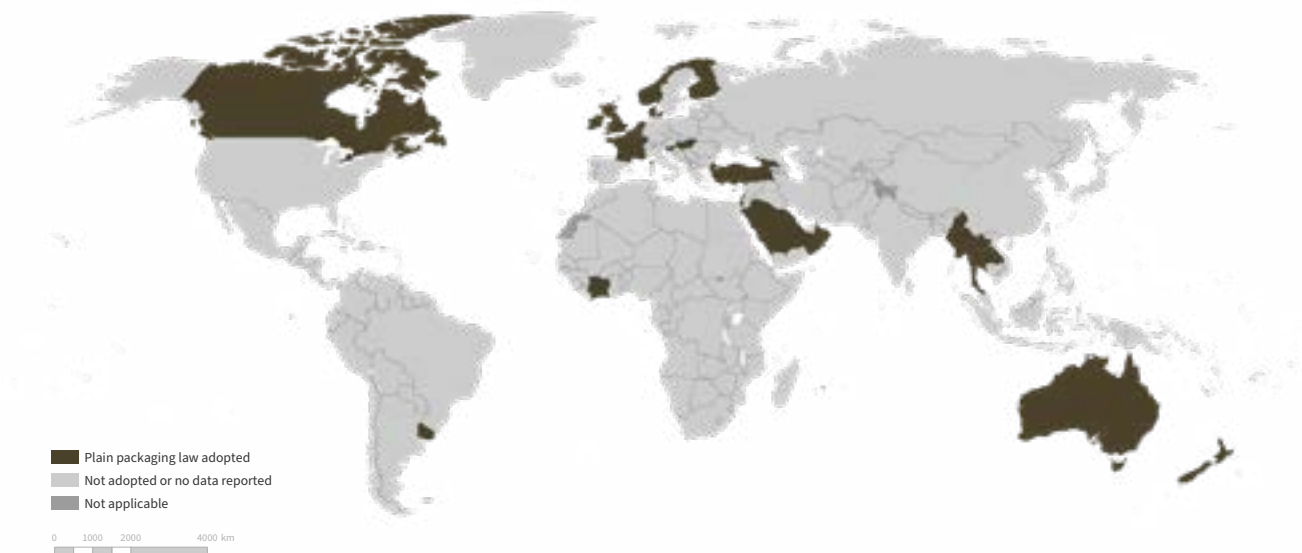 Plain packaging law adopted
Not adopted or no data reported
Not applicable
0 1000 2000 4000 km